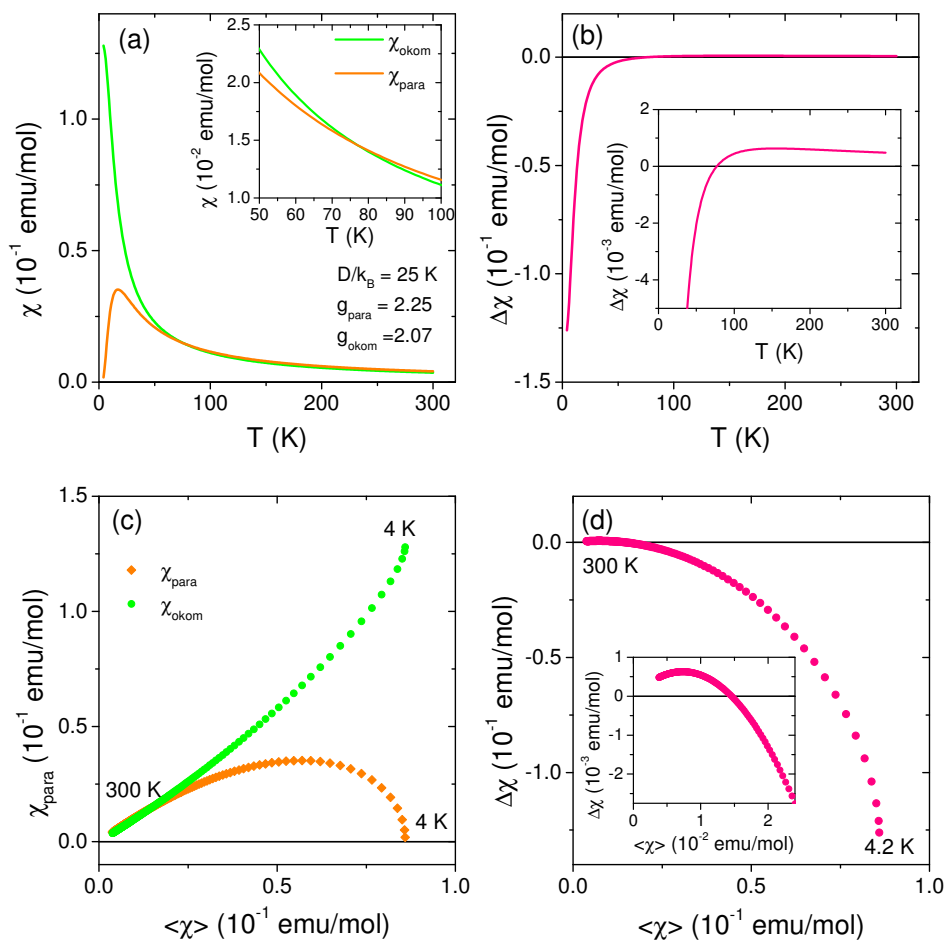 (a)
χ (10⁻¹ emu/mol)
1.0
0.5
0.0
0
100
200
300
T (K)
χ (10⁻² emu/mol)
2.5
2.0
1.5
1.0
50
60
70
80
90
100
T (K)
χokom
χpara
D/kB = 25 K
gpara = 2.25
gokom =2.07
(b)
Δχ (10⁻¹ emu/mol)
0.0
-0.5
-1.0
-1.5
0
100
200
300
T (K)
Δχ (10⁻³ emu/mol)
2
0
-2
-4
0
100
200
300
T (K)
(c)
χpara (10⁻¹ emu/mol)
1.5
1.0
0.5
0.0
0.0
0.5
1.0
<χ> (10⁻¹ emu/mol)
χpara
χokom
4 K
300 K
4 K
(d)
Δχ (10⁻¹ emu/mol)
0.0
-0.5
-1.0
0.0
0.5
1.0
<χ> (10⁻¹ emu/mol)
300 K
4.2 K
Δχ (10⁻³ emu/mol)
1
0
-1
-2
0
1
2
<χ> (10⁻² emu/mol)